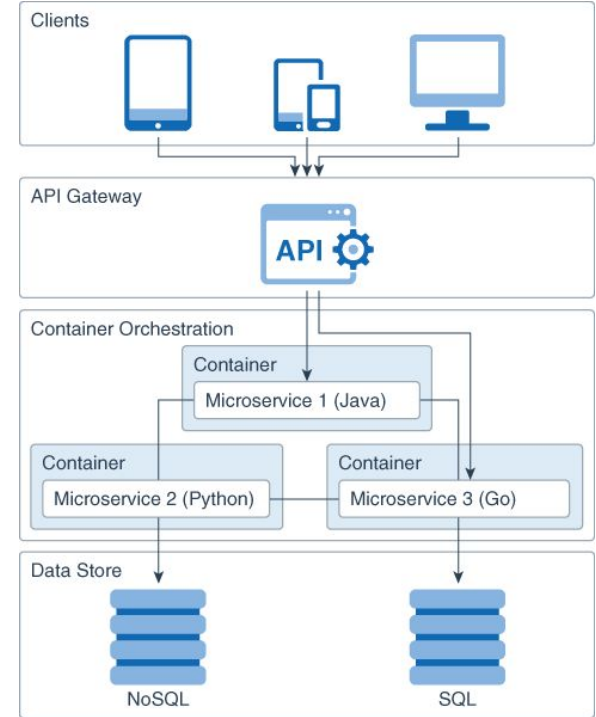 Clients
API Gateway
API
Container Orchestration
Container
Microservice 1 (Java)
Container
Container
Microservice 2 (Python)
Microservice 3 (Go)
Data Store
NoSQL
SQL